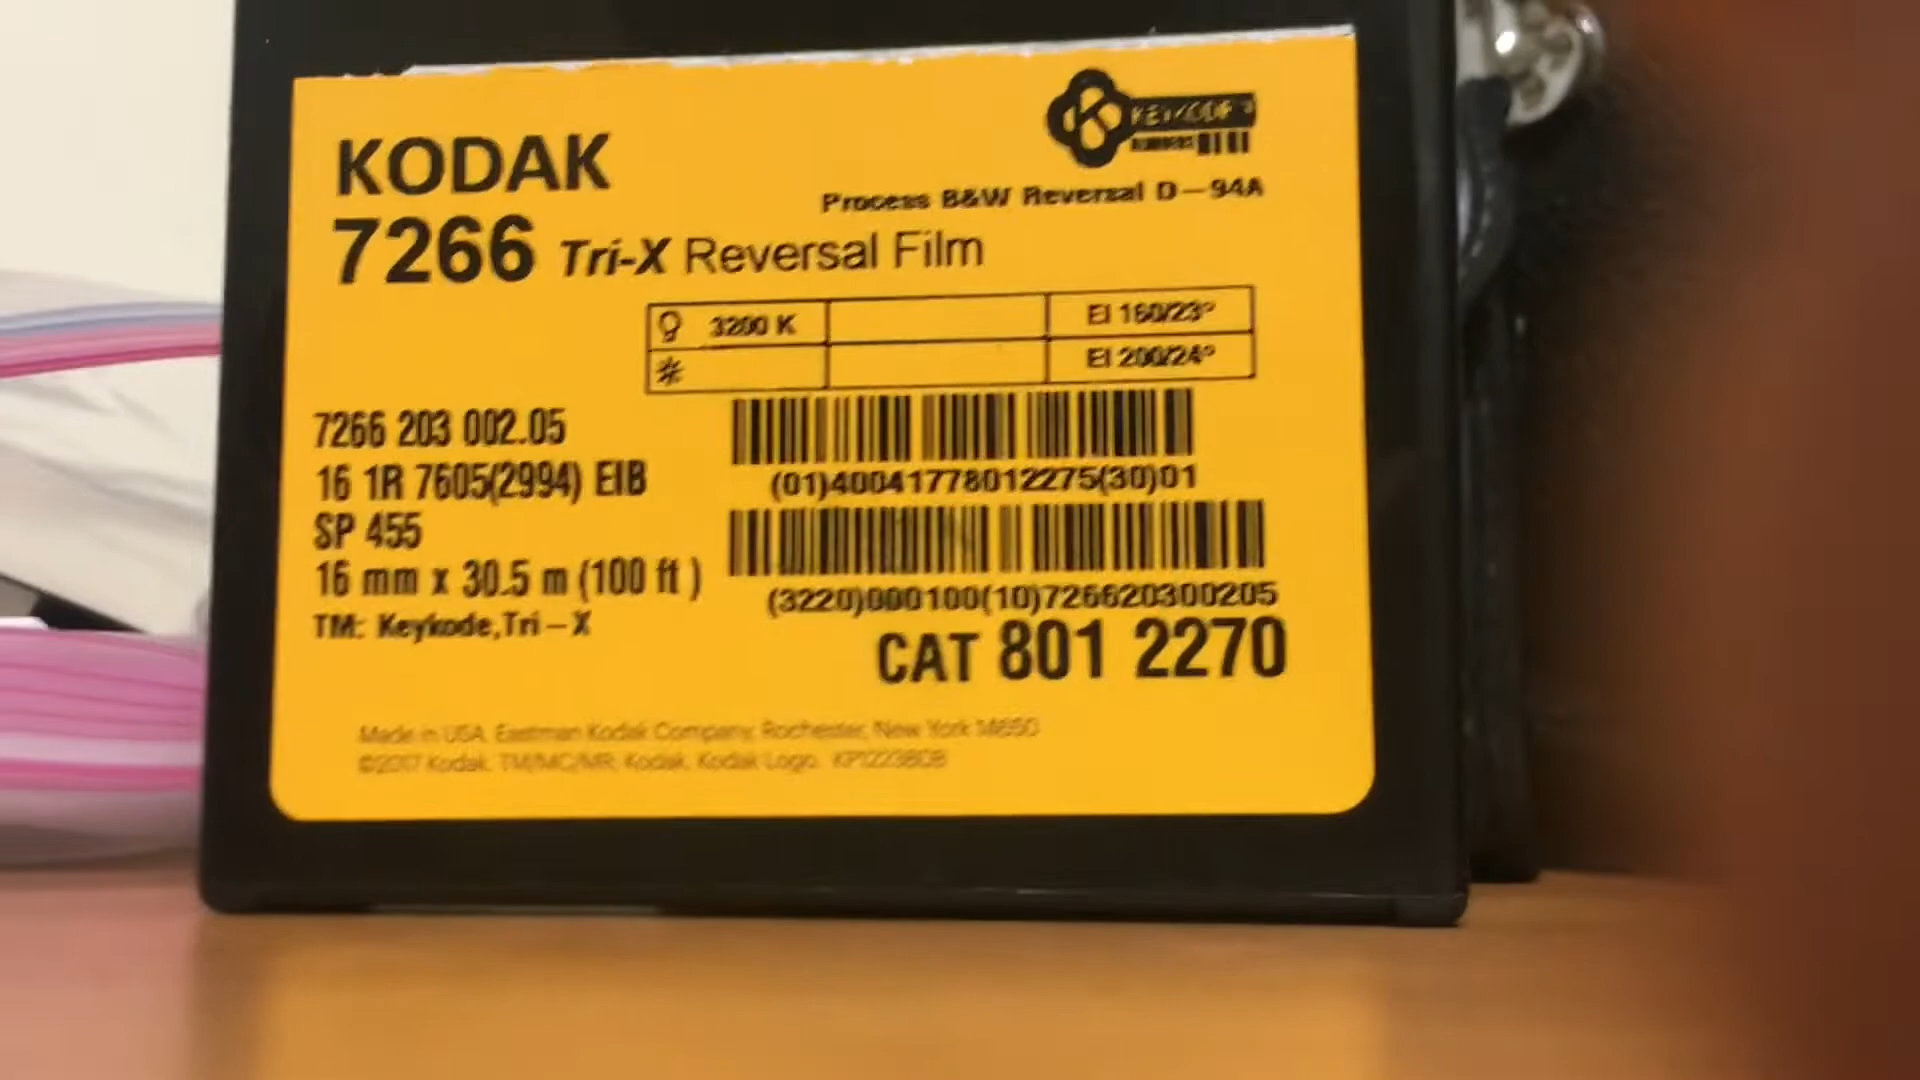 KEYKODE
NUMBERS
KODAK
Process B&W Reversal D-94A
7266 Tri-X Reversal Film
3200 K EI 160/23°
EI 200/24°
7266 203 002.05
16 1R 7605(2994) EIB
(01)40041778012275(30)01
SP 455
16 mm x 30.5 m (100 ft )
(3220)000100(10)726620300205
TM: Keykode,Tri-X
CAT 801 2270
Made in USA. Eastman Kodak Company, Rochester, New York 14650
©2017 Kodak. TM/MC/MR: Kodak, Kodak Logo.